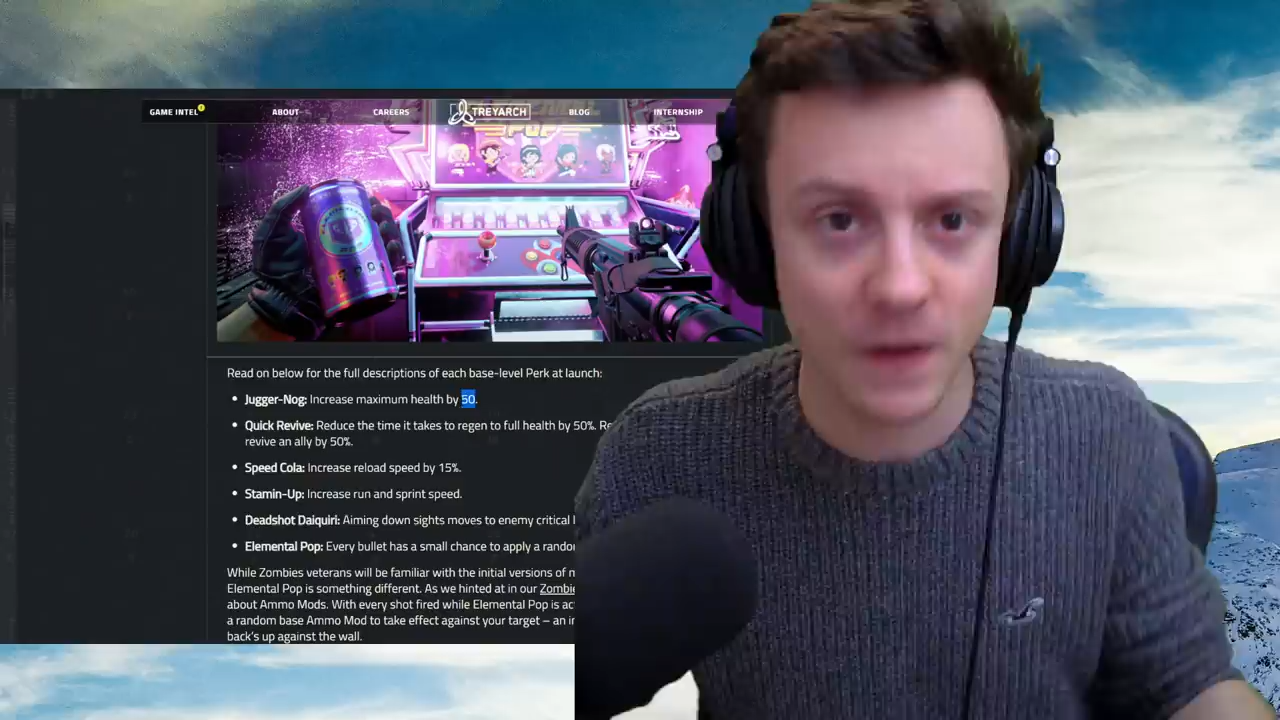 GAME INTEL
ABOUT
CAREERS
TREYARCH
BLOG
INTERNSHIP
POP
Read on below for the full descriptions of each base-level Perk at launch:
• Jugger-Nog: Increase maximum health by 50.
• Quick Revive: Reduce the time it takes to regen to full health by 50%. Re
revive an ally by 50%.
• Speed Cola: Increase reload speed by 15%.
• Stamin-Up: Increase run and sprint speed.
• Deadshot Daiquiri: Aiming down sights moves to enemy critical l
• Elemental Pop: Every bullet has a small chance to apply a rando
While Zombies veterans will be familiar with the initial versions of m
Elemental Pop is something different. As we hinted at in our Zombie
about Ammo Mods. With every shot fired while Elemental Pop is ac
a random base Ammo Mod to take effect against your target – an in
back's up against the wall.